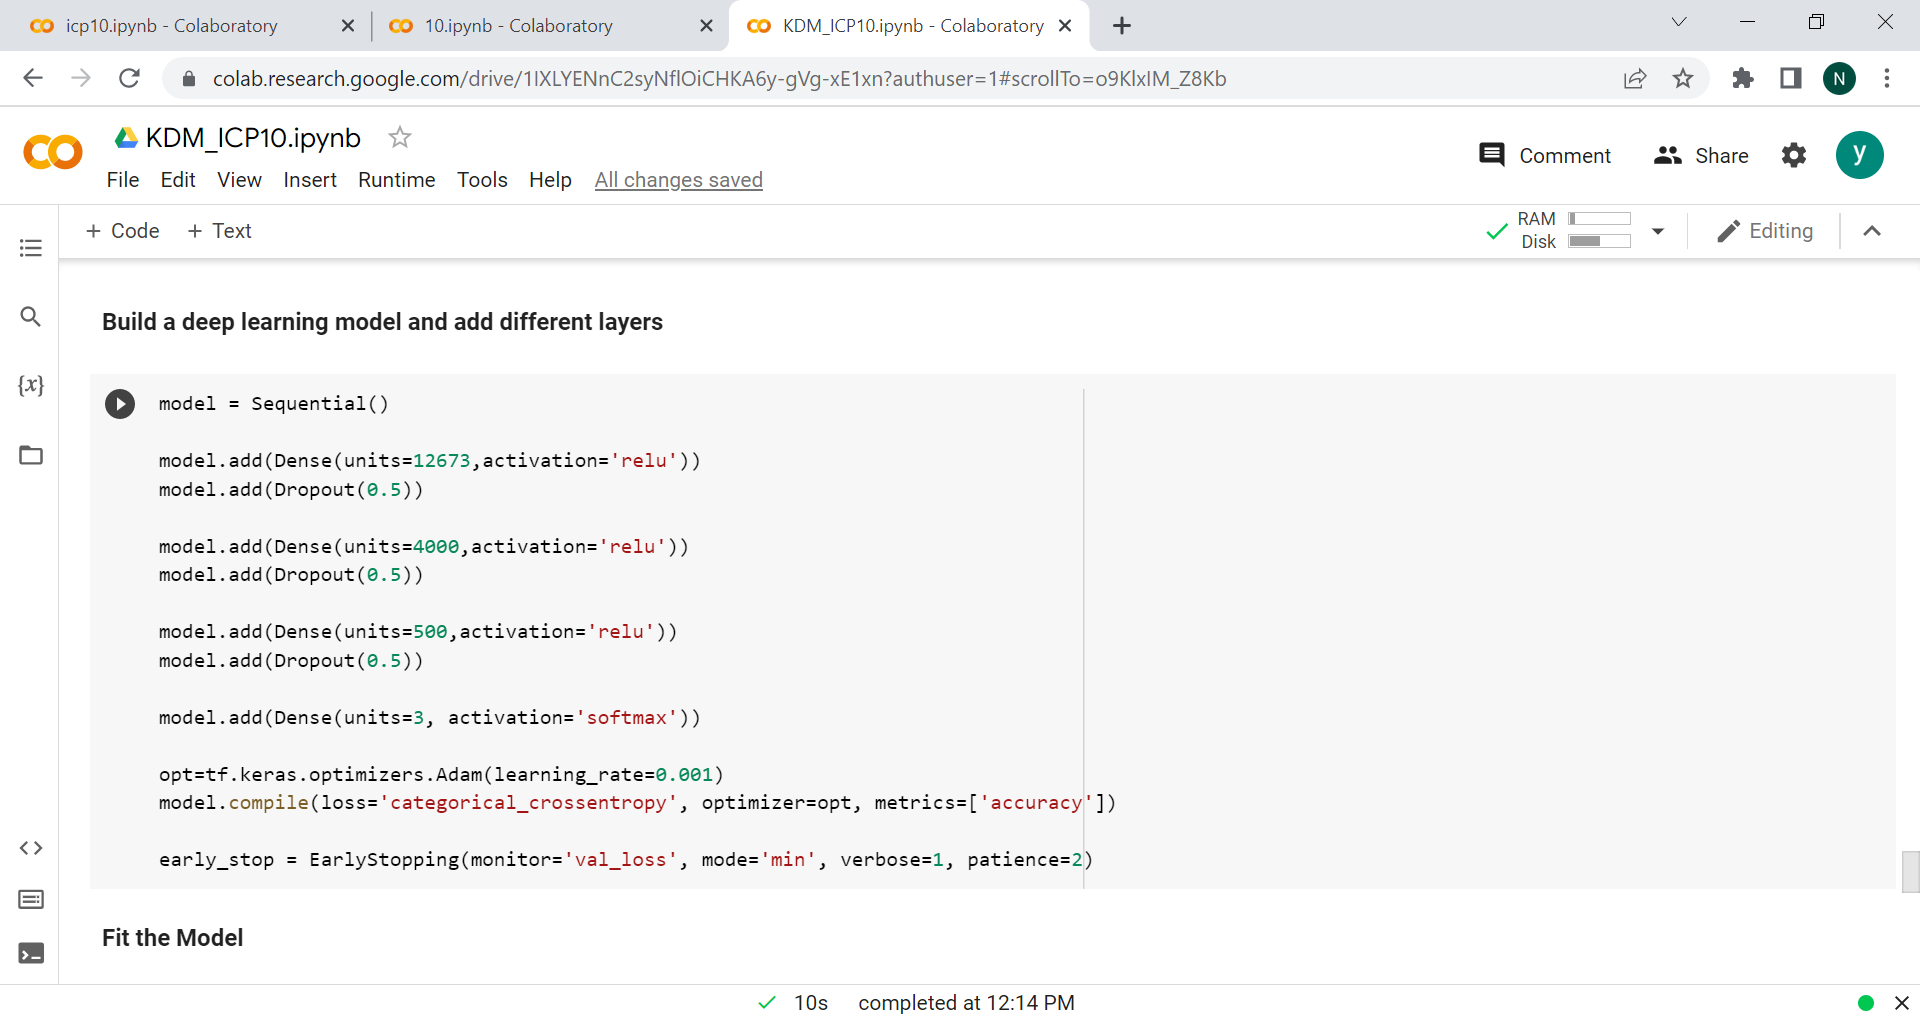 icp10.ipynb - Colaboratory
10.ipynb - Colaboratory
KDM_ICP10.ipynb - Colaboratory
colab.research.google.com/drive/1IXLYENnC2syNflOiCHKA6y-gVg-xE1xn?authuser=1#scrollTo=o9KlxIM_Z8Kb
N
KDM_ICP10.ipynb
Comment
Share
y
File Edit View Insert Runtime Tools Help All changes saved
+ Code + Text
RAM
Disk
Editing
{x}
Build a deep learning model and add different layers
model = Sequential()
model.add(Dense(units=12673,activation='relu'))
model.add(Dropout(0.5))
model.add(Dense(units=4000,activation='relu'))
model.add(Dropout(0.5))
model.add(Dense(units=500,activation='relu'))
model.add(Dropout(0.5))
model.add(Dense(units=3, activation='softmax'))
opt=tf.keras.optimizers.Adam(learning_rate=0.001)
model.compile(loss='categorical_crossentropy', optimizer=opt, metrics=['accuracy'])
early_stop = EarlyStopping(monitor='val_loss', mode='min', verbose=1, patience=2)
Fit the Model
10s completed at 12:14 PM